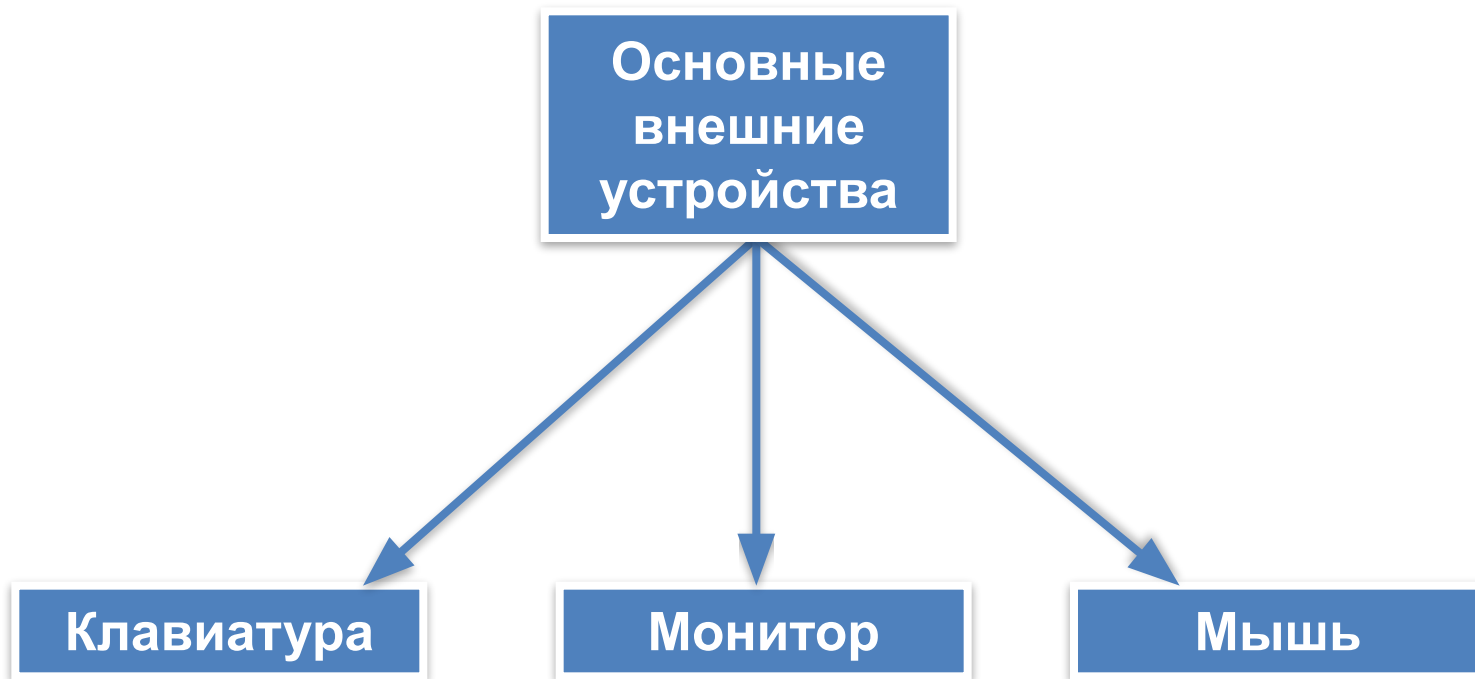 Основные
внешние
устройства
Клавиатура
Монитор
Мышь